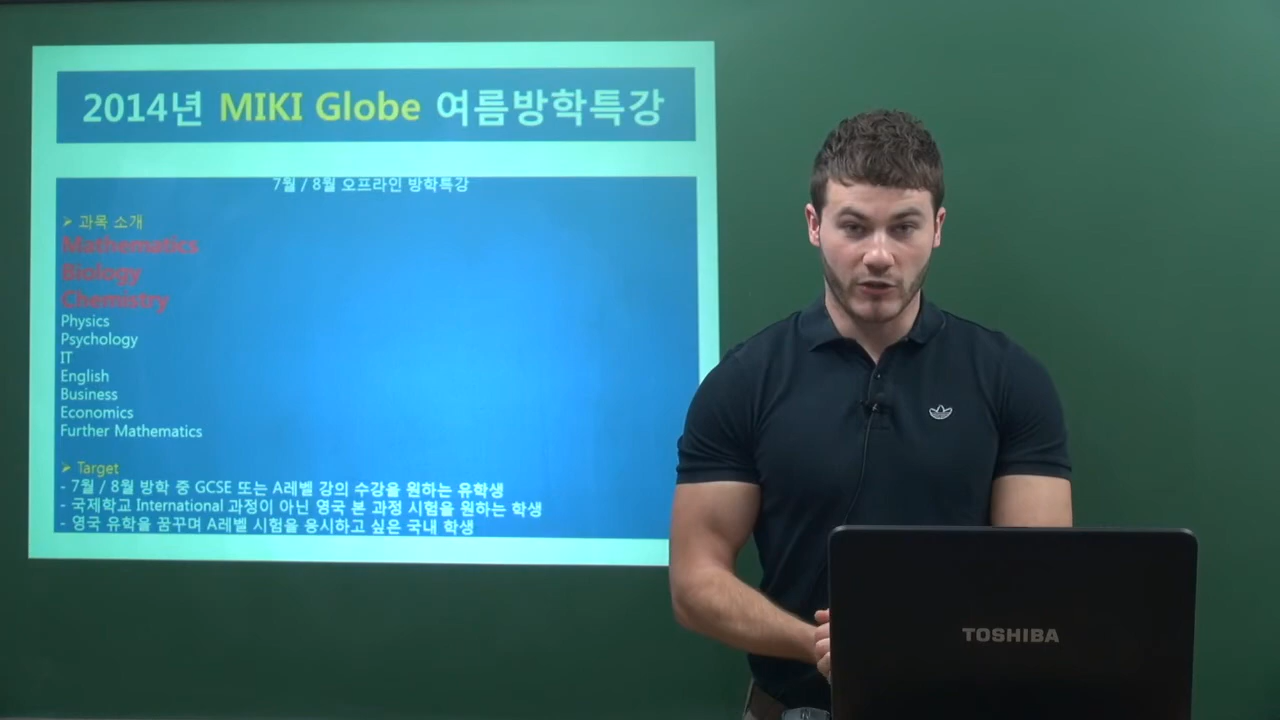 2014년 MIKI Globe 여름방학특강
7월 / 8월 오프라인 방학특강
➢ 과목 소개
Mathematics
Biology
Chemistry
Physics
Psychology
IT
English
Business
Economics
Further Mathematics
➢ Target
- 7월 / 8월 방학 중 GCSE 또는 A레벨 강의 수강을 원하는 유학생
- 국제학교 International 과정이 아닌 영국 본 과정 시험을 원하는 학생
- 영국 유학을 꿈꾸며 A레벨 시험을 응시하고 싶은 국내 학생
TOSHIBA